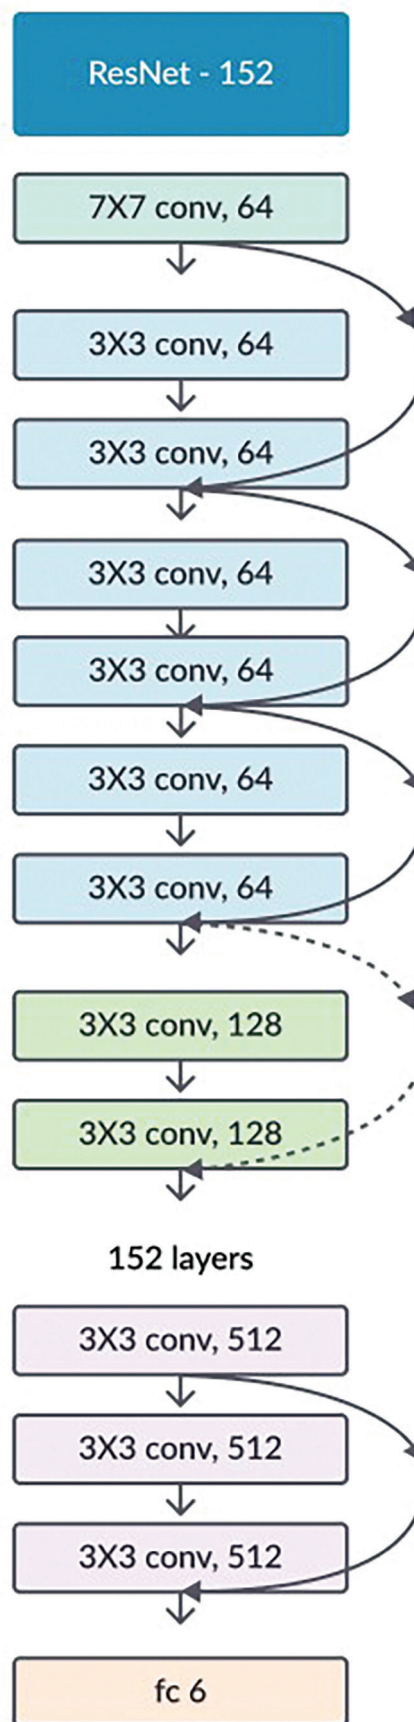 ResNet - 152
7X7 conv, 64
3X3 conv, 64
3X3 conv, 64
3X3 conv, 64
3X3 conv, 64
3X3 conv, 64
3X3 conv, 64
3X3 conv, 128
3X3 conv, 128
152 layers
3X3 conv, 512
3X3 conv, 512
3X3 conv, 512
fc 6